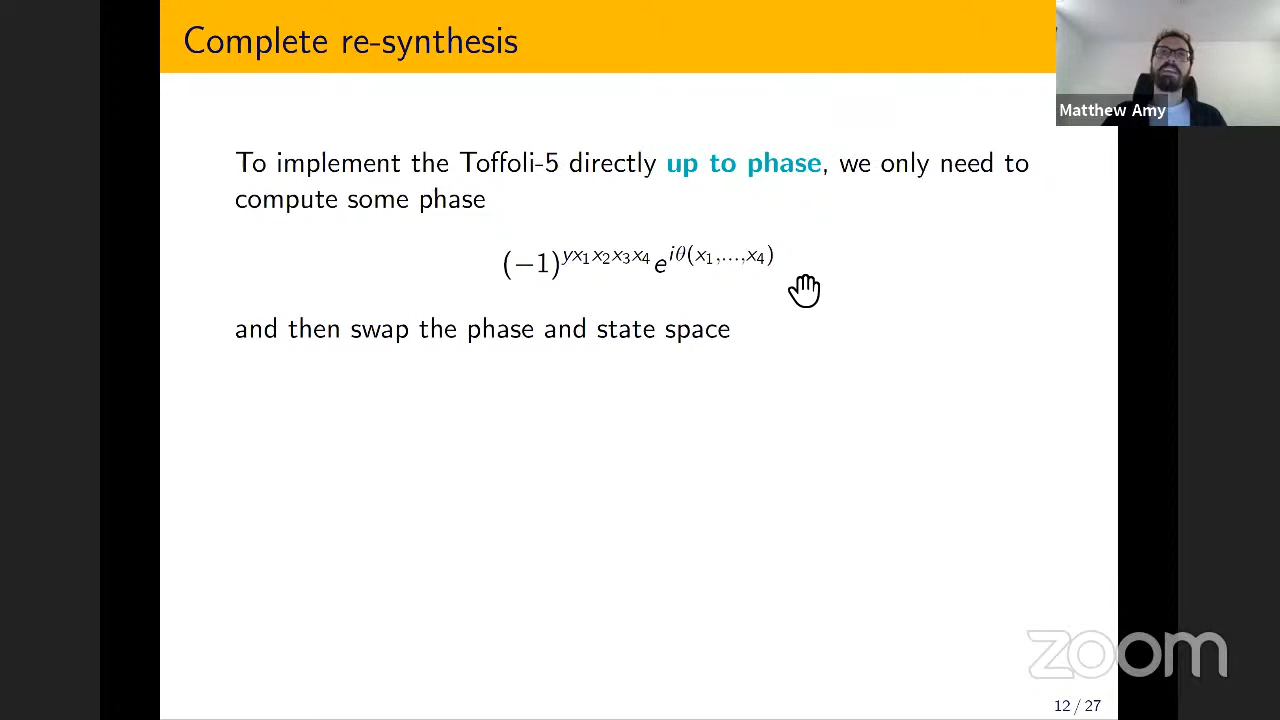 Complete re-synthesis
Matthew Amy
To implement the Toffoli-5 directly up to phase, we only need to
compute some phase
(−1)^{yx₁x₂x₃x₄} e^{iθ(x₁,...,x₄)}
and then swap the phase and state space
zoom
12 / 27